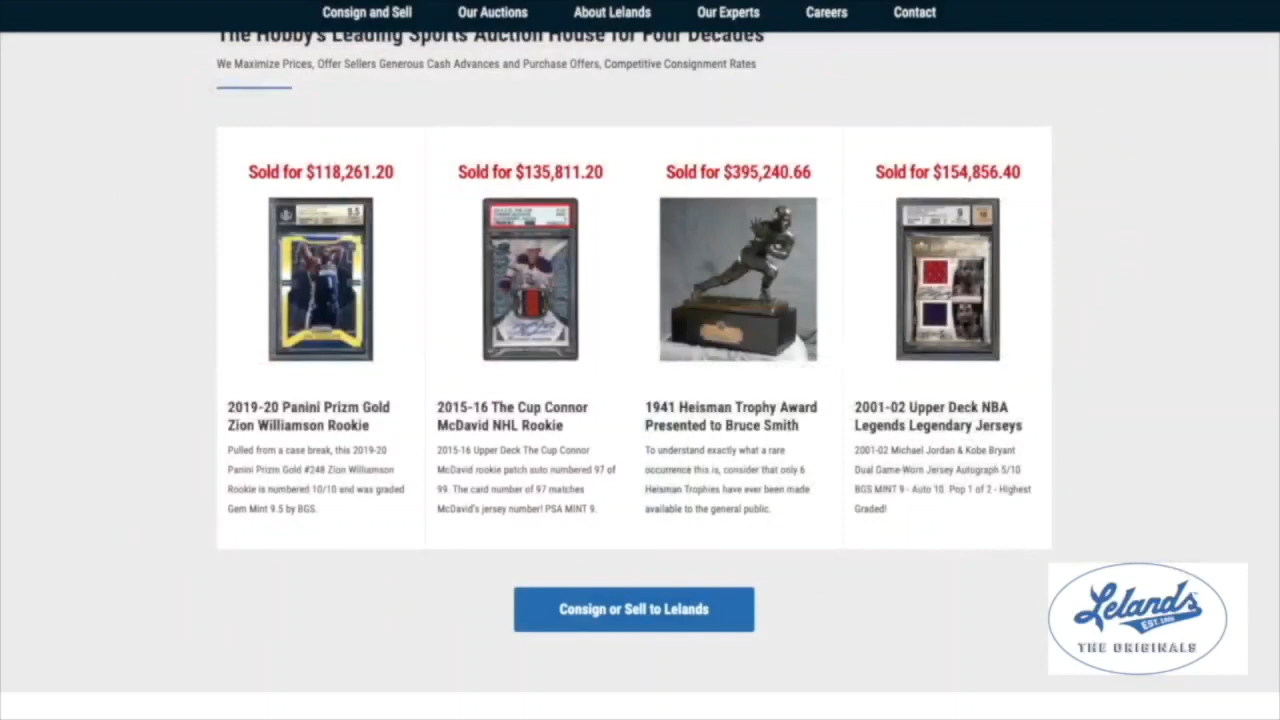 Consign and Sell Our Auctions About Lelands Our Experts Careers Contact
The Hobby's Leading Sports Auction House for Four Decades
We Maximize Prices, Offer Sellers Generous Cash Advances and Purchase Offers, Competitive Consignment Rates
Sold for $118,261.20
9.5
2019-20 Panini Prizm Gold
Zion Williamson Rookie
Pulled from a case break, this 2019-20
Panini Prizm Gold #248 Zion Williamson
Rookie is numbered 10/10 and was graded
Gem Mint 9.5 by BGS.
Sold for $135,811.20
2015-16 The Cup Connor
McDavid NHL Rookie
2015-16 Upper Deck The Cup Connor
McDavid rookie patch auto numbered 97 of
99. The card number of 97 matches
McDavid's jersey number! PSA MINT 9.
Sold for $395,240.66
1941 Heisman Trophy Award
Presented to Bruce Smith
To understand exactly what a rare
occurrence this is, consider that only 6
Heisman Trophies have ever been made
available to the general public.
Sold for $154,856.40
9
2001-02 Upper Deck NBA
Legends Legendary Jerseys
2001-02 Michael Jordan & Kobe Bryant
Dual Game-Worn Jersey Autograph 5/10
BGS MINT 9 - Auto 10. Pop 1 of 2 - Highest
Graded!
Consign or Sell to Lelands
Lelands
THE ORIGINALS